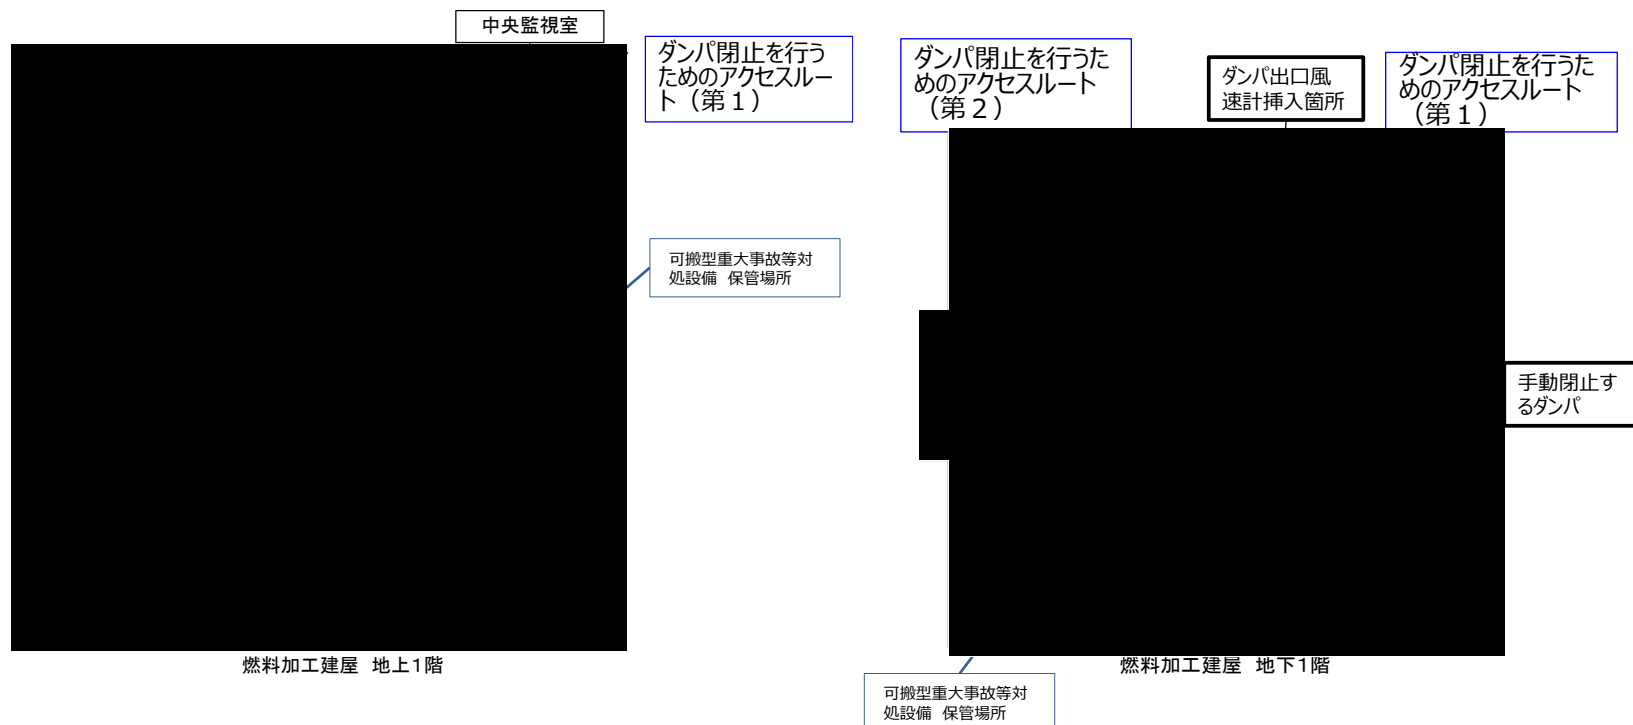 中央監視室
ダンパ閉止を行う
ためのアクセスルー
ト（第１）
可搬型重大事故等対
処設備　保管場所
燃料加工建屋　地上1階
ダンパ閉止を行うた
めのアクセスルート
（第２）
ダンパ出口風
速計挿入箇所
ダンパ閉止を行うた
めのアクセスルート
（第１）
手動閉止す
るダンパ
燃料加工建屋　地下1階
可搬型重大事故等対
処設備　保管場所